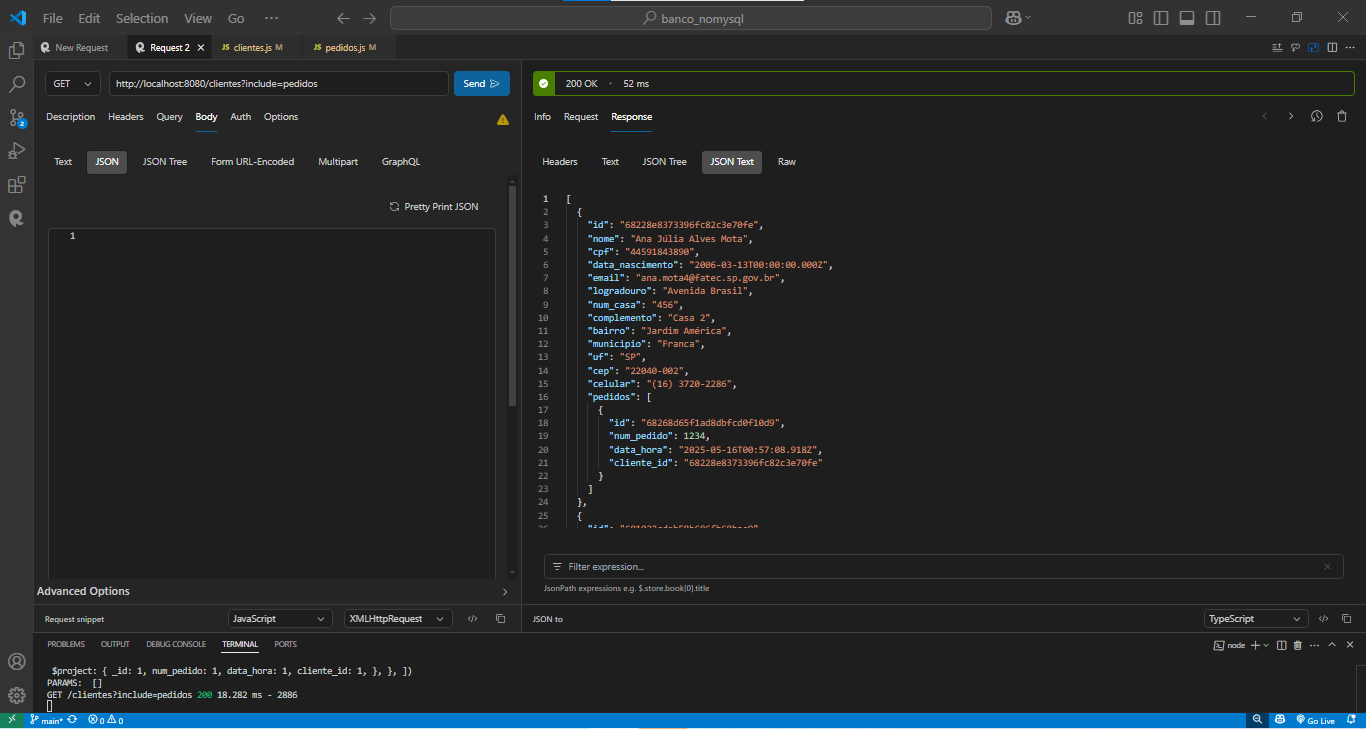 File Edit Selection View Go ··· banco_nomysql
New Request Request 2 JS clientes.js M JS pedidos.js M
GET http://localhost:8080/clientes?include=pedidos Send
200 OK · 52 ms
Description Headers Query Body Auth Options
Info Request Response
Text JSON JSON Tree Form URL-Encoded Multipart GraphQL
Headers Text JSON Tree JSON Text Raw
Pretty Print JSON
1
1 [
2 {
3 "id": "68228e8373396fc82c3e70fe",
4 "nome": "Ana Júlia Alves Mota",
5 "cpf": "44591843890",
6 "data_nascimento": "2006-03-13T00:00:00.000Z",
7 "email": "ana.mota4@fatec.sp.gov.br",
8 "logradouro": "Avenida Brasil",
9 "num_casa": "456",
10 "complemento": "Casa 2",
11 "bairro": "Jardim América",
12 "municipio": "Franca",
13 "uf": "SP",
14 "cep": "22040-002",
15 "celular": "(16) 3720-2286",
16 "pedidos": [
17 {
18 "id": "68268d65f1ad8dbfcd0f10d9",
19 "num_pedido": 1234,
20 "data_hora": "2025-05-16T00:57:08.918Z",
21 "cliente_id": "68228e8373396fc82c3e70fe"
22 }
23 ]
24 },
25 {
Filter expression...
JsonPath expressions e.g. $.store.book[0].title
Advanced Options
Request snippet JavaScript XMLHttpRequest
JSON to TypeScript
PROBLEMS OUTPUT DEBUG CONSOLE TERMINAL PORTS node
$project: { _id: 1, num_pedido: 1, data_hora: 1, cliente_id: 1, }, }, ])
PARAMS: []
GET /clientes?include=pedidos 200 18.282 ms - 2886
main* 0 0 Go Live